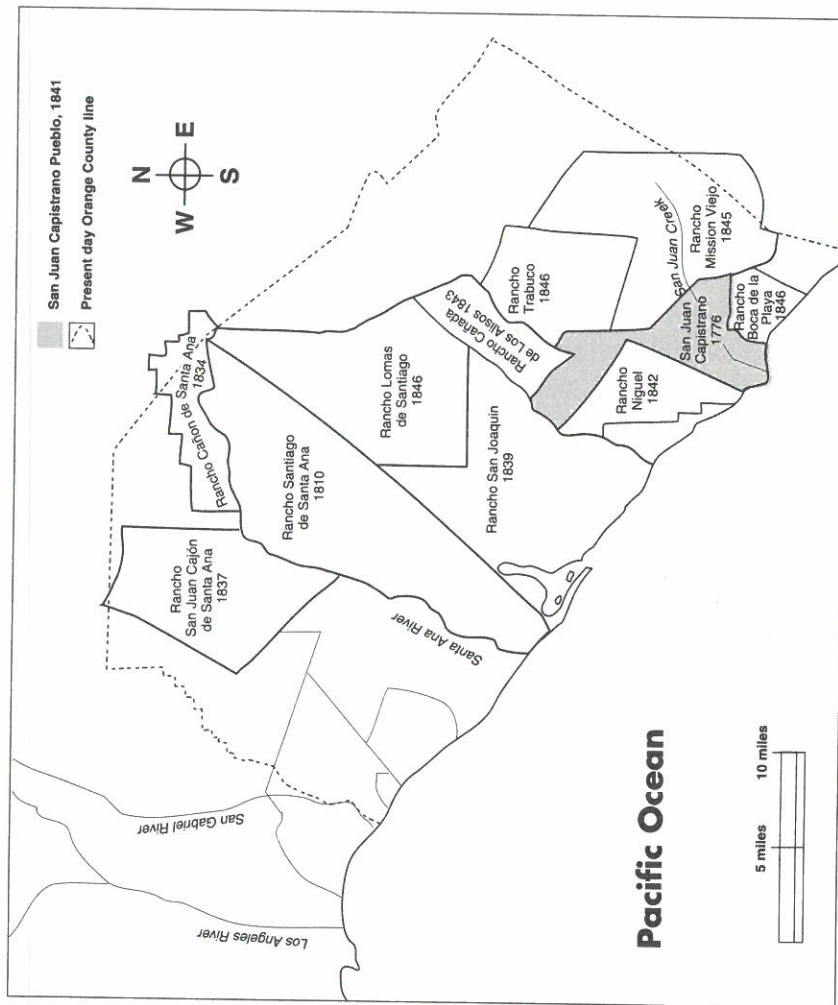 San Juan Capistrano Pueblo, 1841
Present day Orange County line
N
W
E
S
Rancho Cañon de Santa Ana
1834
Rancho
San Juan Cajón
de Santa Ana
1837
Rancho Santiago
de Santa Ana
1810
Rancho Lomas
de Santiago
1846
Rancho San Joaquin
1839
Rancho Cañada
de Los Alisos 1843
Rancho
Trabuco
1846
San Juan Creek
Rancho
Mission Viejo
1845
Rancho
Niguel
1842
San Juan
Capistrano
1776
Rancho
Boca de la
Playa
1846
Santa Ana River
San Gabriel River
Los Angeles River
Pacific Ocean
5 miles
10 miles